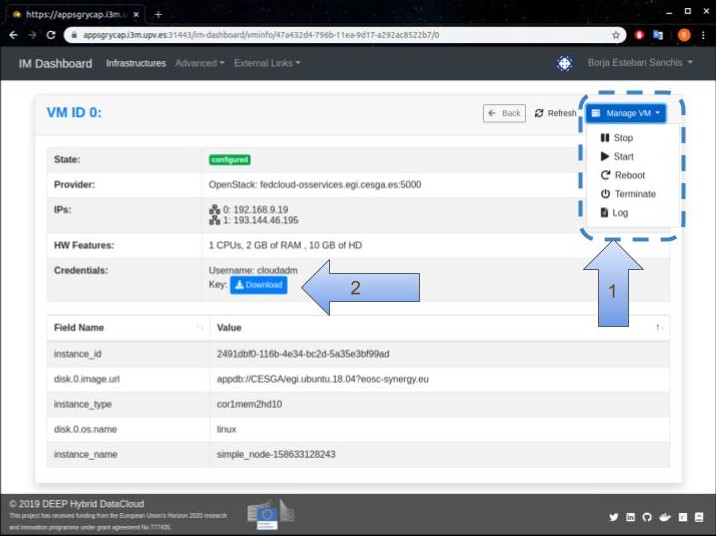 https://appsgrycap.i3m.u
appsgrycap.i3m.upv.es:31443/im-dashboard/vminfo/47a432d4-796b-11ea-9d17-a292ac8522b7/0
B
IM Dashboard Infrastructures Advanced External Links Borja Esteban Sanchis
VM ID 0:
Back Refresh Manage VM
Stop
Start
Reboot
Terminate
Log
1
State: configured
Provider: OpenStack: fedcloud-osservices.egi.cesga.es:5000
IPs: 0: 192.168.9.19
1: 193.144.46.195
HW Features: 1 CPUs, 2 GB of RAM , 10 GB of HD
Credentials: Username: cloudadm
Key: Download
2
Field Name Value
instance_id 2491dbf0-116b-4e34-bc2d-5a35e3bf99ad
disk.0.image.url appdb://CESGA/egi.ubuntu.18.04?eosc-synergy.eu
instance_type cor1mem2hd10
disk.0.os.name linux
instance_name simple_node-158633128243
© 2019 DEEP Hybrid DataCloud
This project has received funding from the European Union's Horizon 2020 research
and innovation programme under grant agreement No 777435.